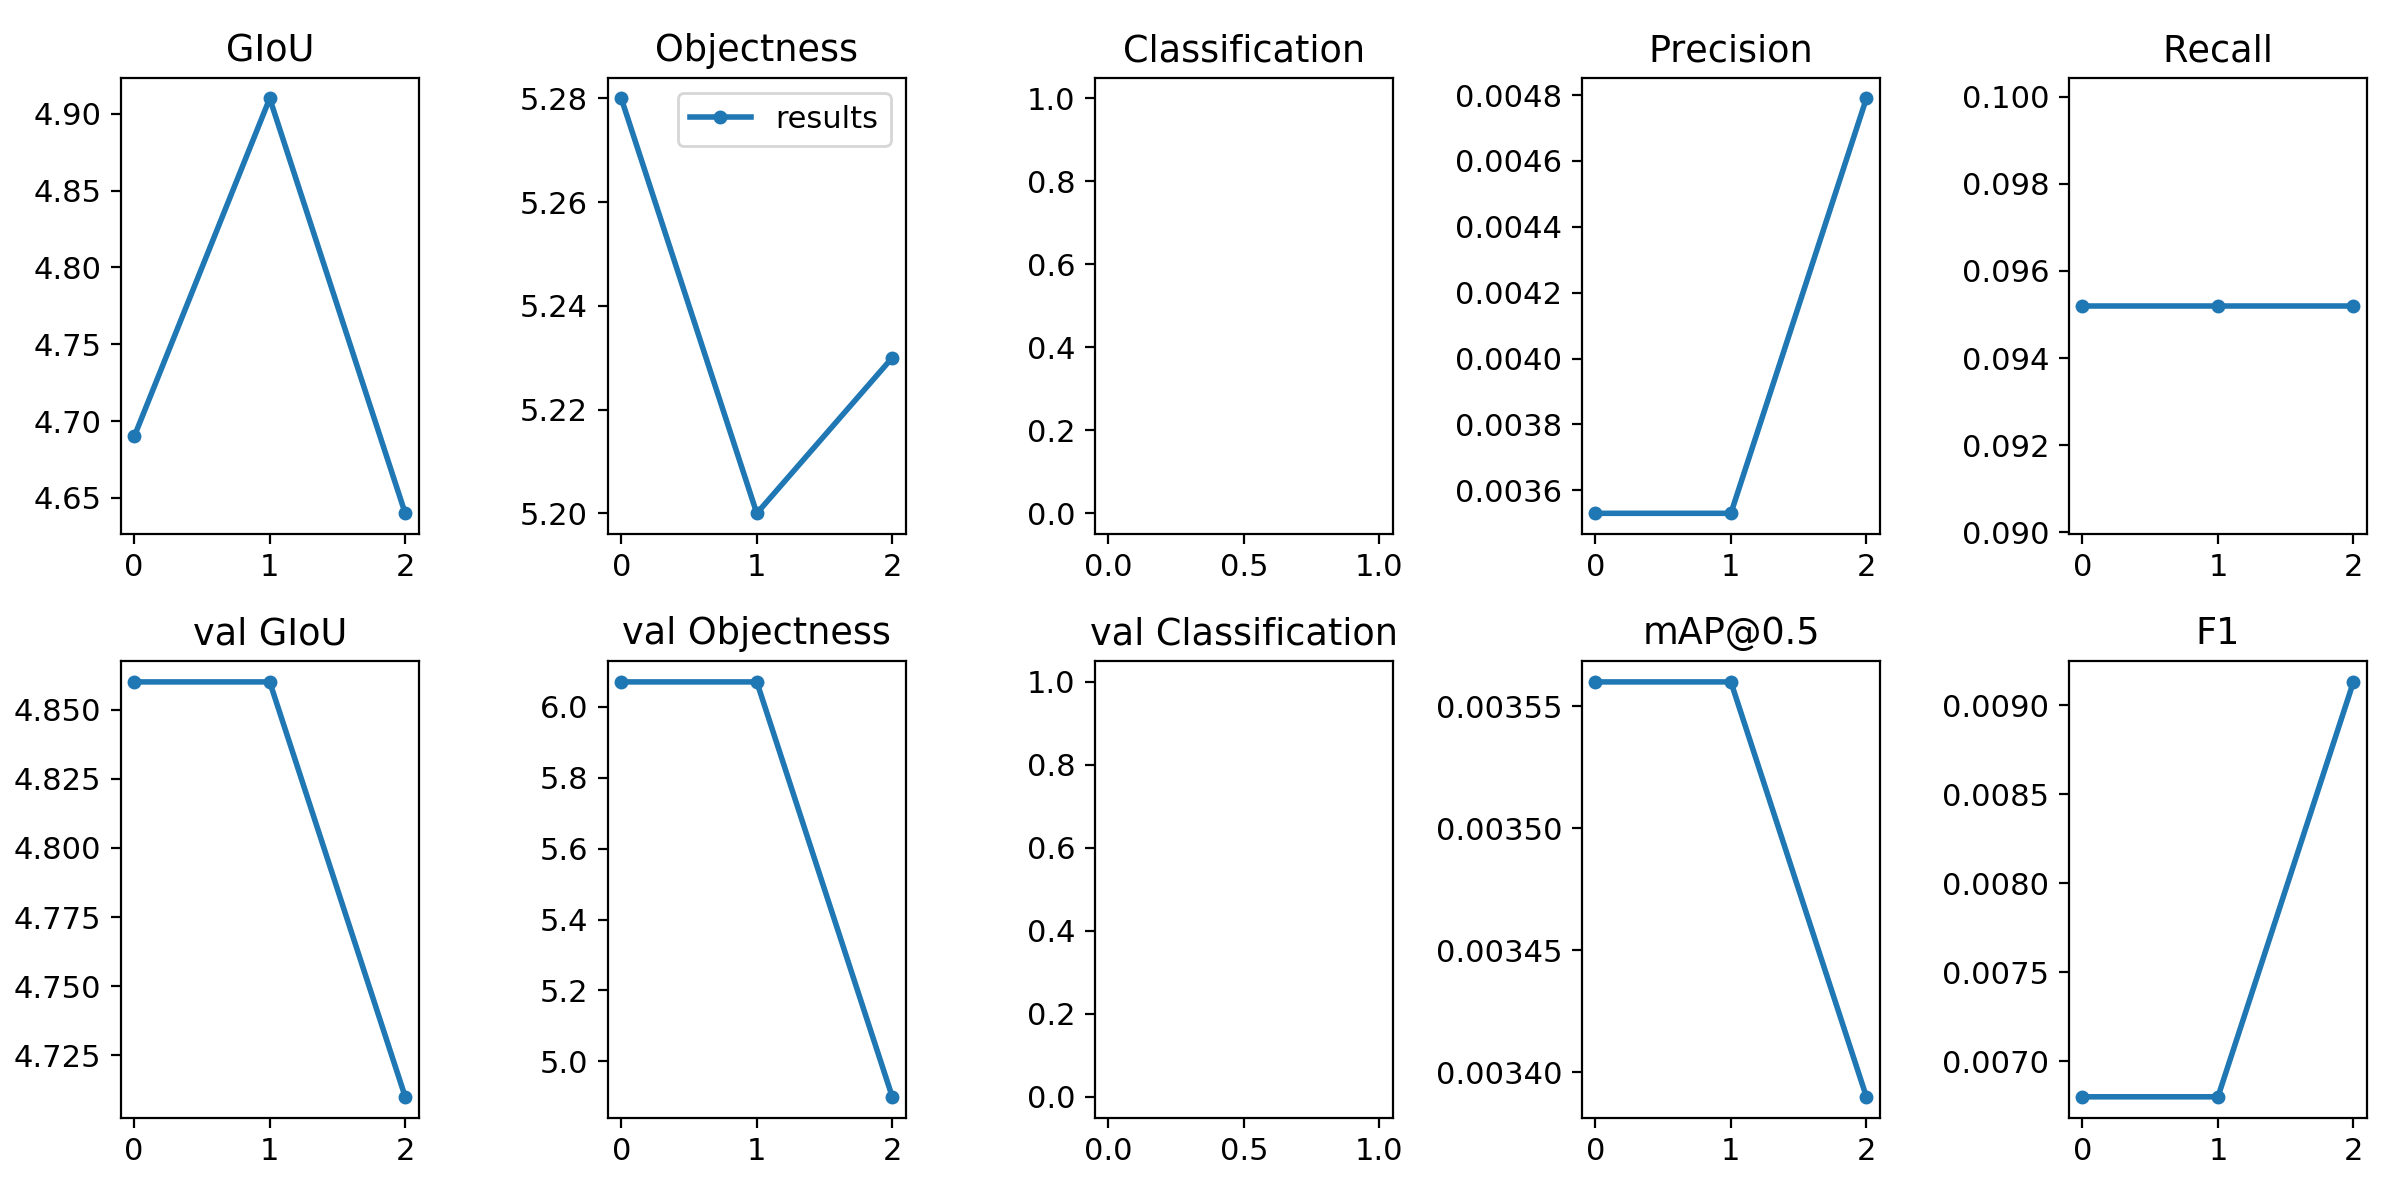 GIoU
4.90
4.85
4.80
4.75
4.70
4.65
0 1 2
Objectness
results
5.28
5.26
5.24
5.22
5.20
0 1 2
Classification
1.0
0.8
0.6
0.4
0.2
0.0
0.0 0.5 1.0
Precision
0.0048
0.0046
0.0044
0.0042
0.0040
0.0038
0.0036
0 1 2
Recall
0.100
0.098
0.096
0.094
0.092
0.090
0 1 2
val GIoU
4.850
4.825
4.800
4.775
4.750
4.725
0 1 2
val Objectness
6.0
5.8
5.6
5.4
5.2
5.0
0 1 2
val Classification
1.0
0.8
0.6
0.4
0.2
0.0
0.0 0.5 1.0
mAP@0.5
0.00355
0.00350
0.00345
0.00340
0 1 2
F1
0.0090
0.0085
0.0080
0.0075
0.0070
0 1 2